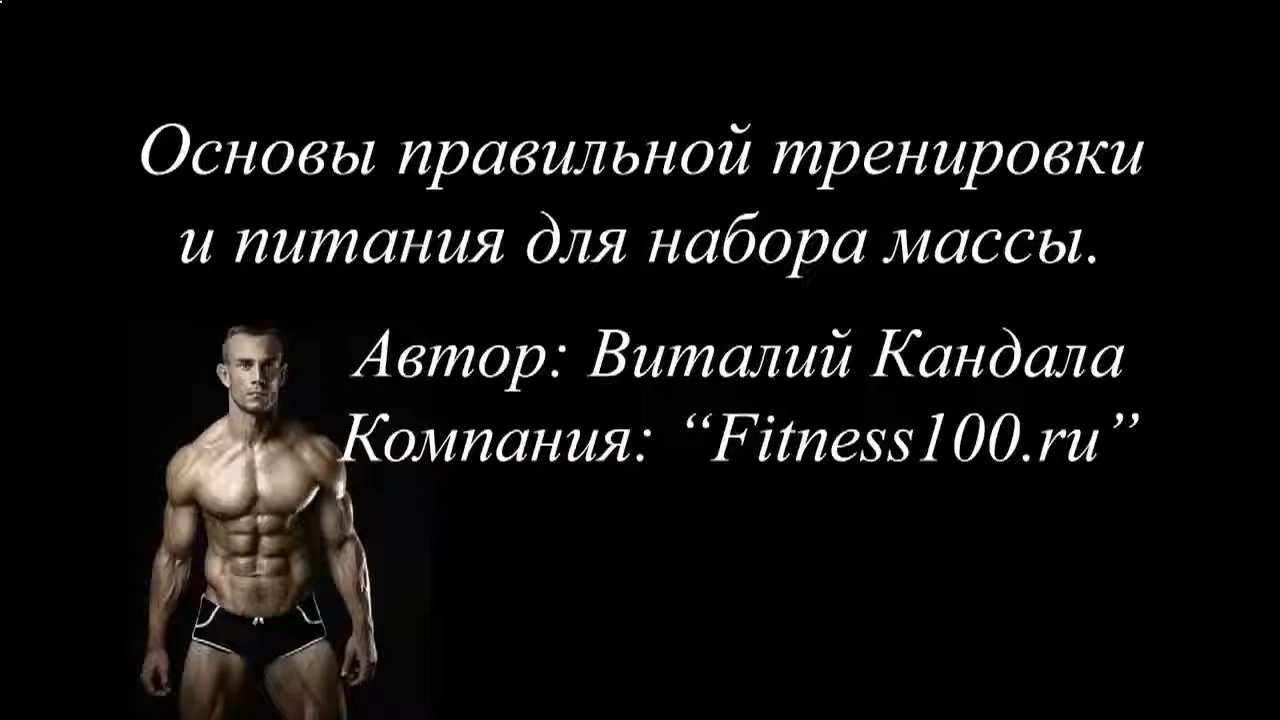 Основы правильной тренировки
и питания для набора массы.
Автор: Виталий Кандала
Компания: “Fitness100.ru”